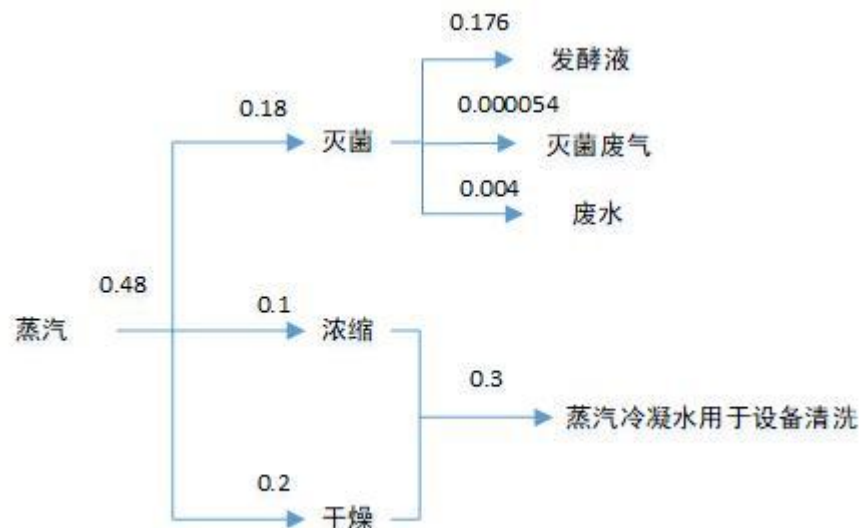 0.176
发酵液
0.18
0.000054
灭菌
灭菌废气
0.004
废水
0.48
0.1
蒸汽
浓缩
0.3
蒸汽冷凝水用于设备清洗
0.2
干燥